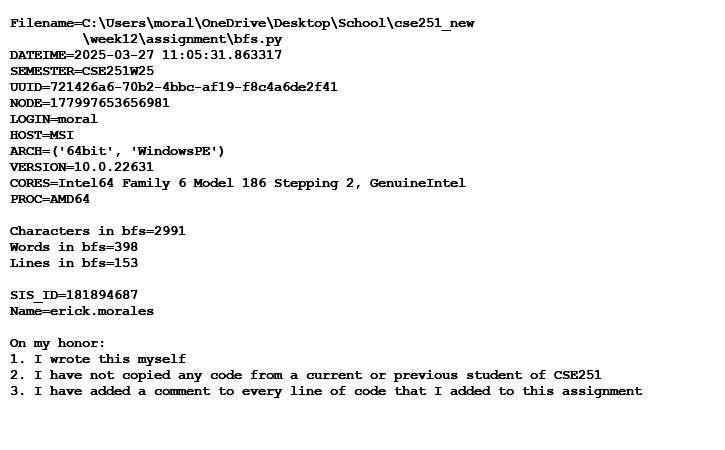 Filename=C:\Users\moral\OneDrive\Desktop\School\cse251_new
\week12\assignment\bfs.py
DATEIME=2025-03-27 11:05:31.863317
SEMESTER=CSE251W25
UUID=721426a6-70b2-4bbc-af19-f8c4a6de2f41
NODE=177997653656981
LOGIN=moral
HOST=MSI
ARCH=('64bit', 'WindowsPE')
VERSION=10.0.22631
CORES=Intel64 Family 6 Model 186 Stepping 2, GenuineIntel
PROC=AMD64
Characters in bfs=2991
Words in bfs=398
Lines in bfs=153
SIS_ID=181894687
Name=erick.morales
On my honor:
1. I wrote this myself
2. I have not copied any code from a current or previous student of CSE251
3. I have added a comment to every line of code that I added to this assignment